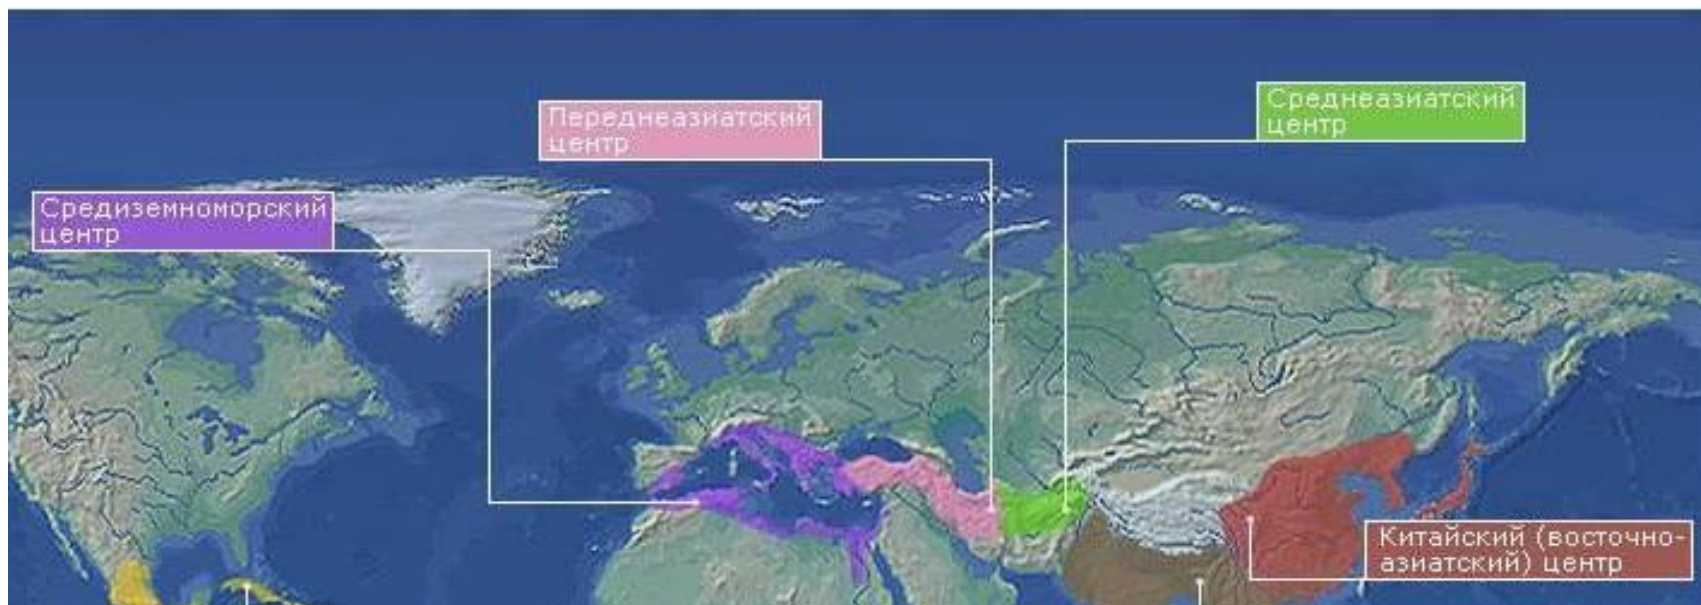 Среднеазиатский
центр
Переднеазиатский
центр
Средиземноморский
центр
Китайский (восточно-
азиатский) центр